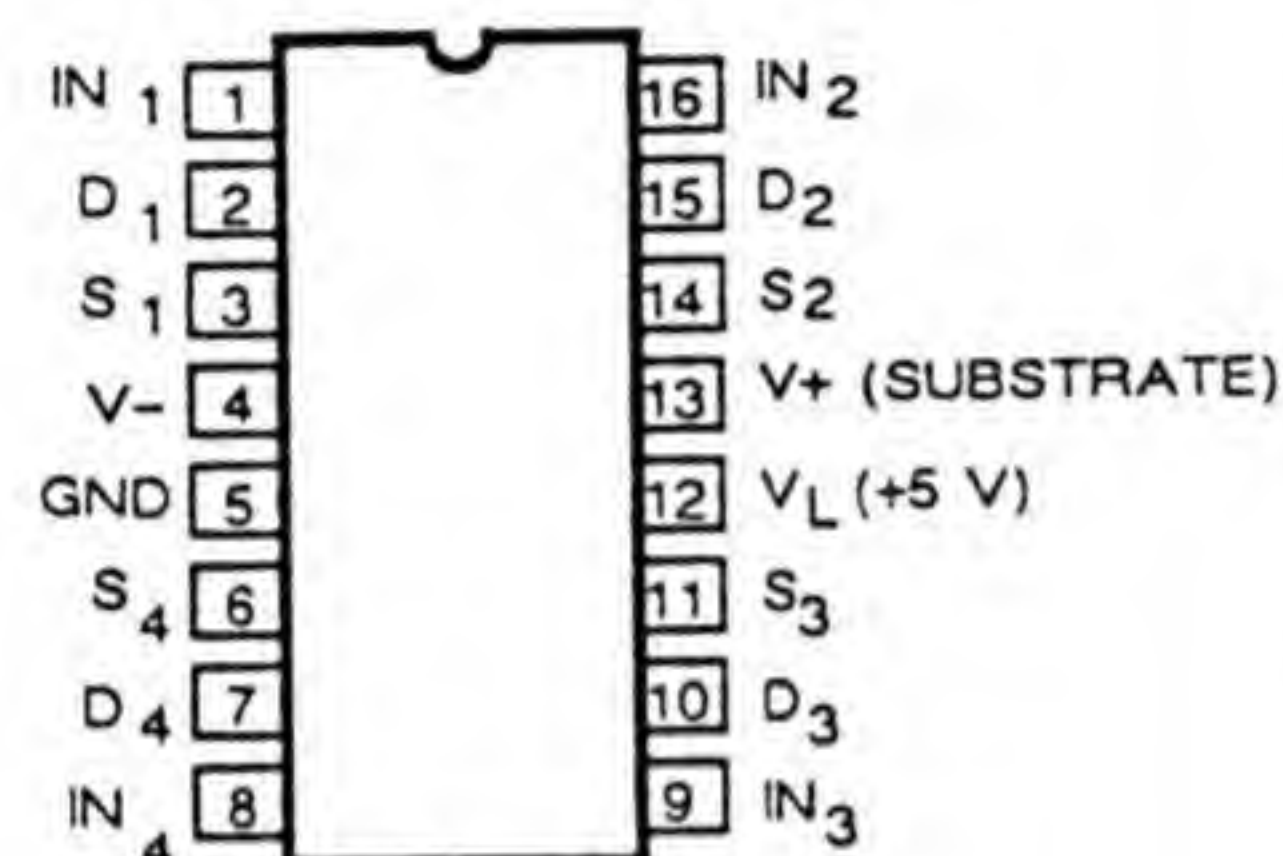 IN 1 1 16 IN 2
D 1 2 15 D2
S 1 3 14 S2
V- 4 13 V+ (SUBSTRATE)
GND 5 12 VL (+5 V)
S 4 6 11 S3
D 4 7 10 D3
IN 4 8 9 IN3